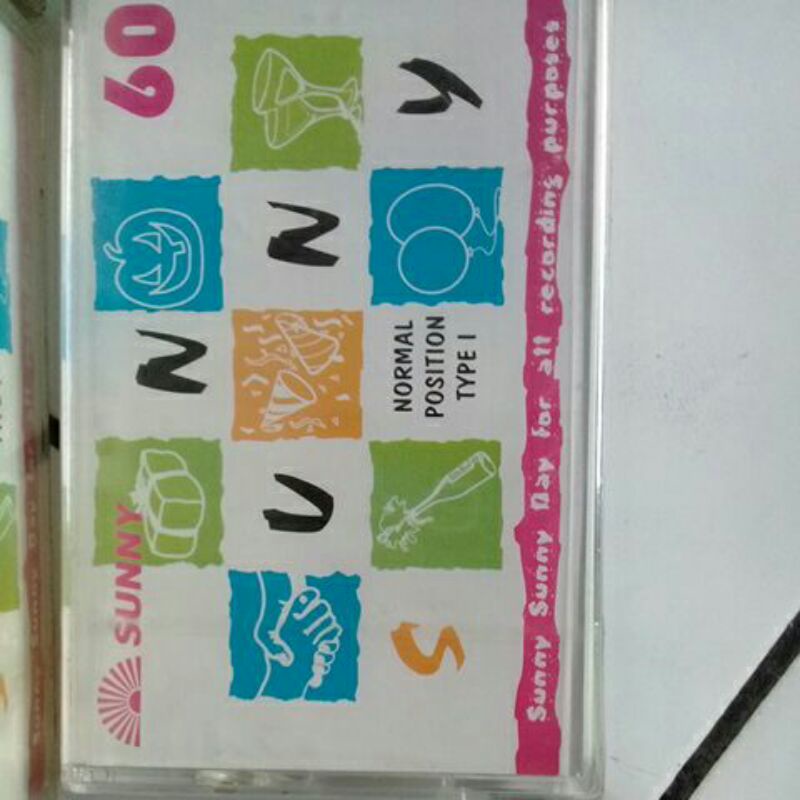 SUNNY
60
SUNNY
NORMAL
POSITION
TYPE I
Sunny Sunny Day for all recording purposes